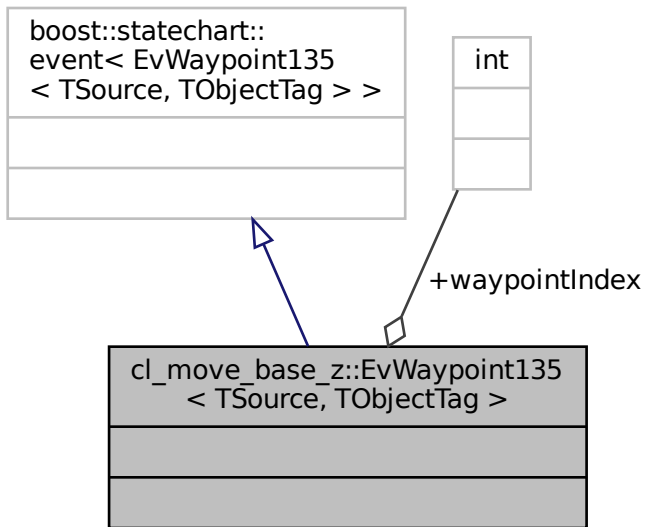 boost::statechart::
event< EvWaypoint135
< TSource, TObjectTag > >
int
+waypointIndex
cl_move_base_z::EvWaypoint135
< TSource, TObjectTag >